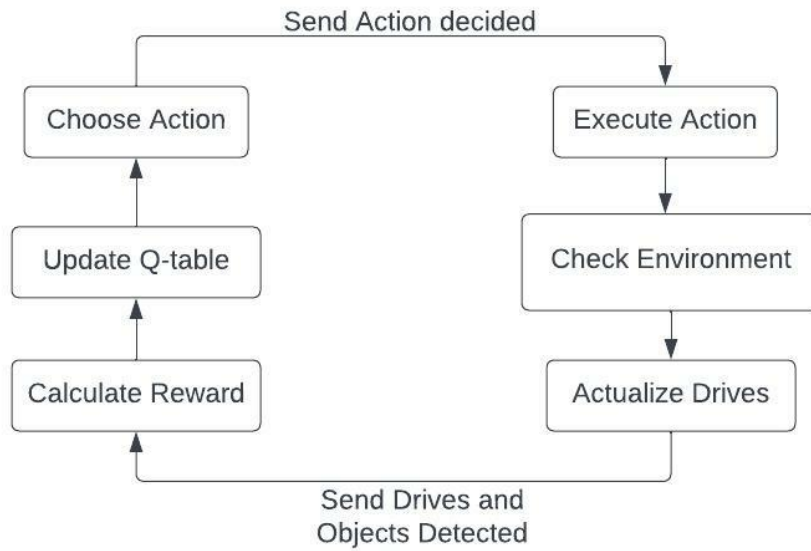 Send Action decided
Choose Action
Execute Action
Update Q-table
Check Environment
Calculate Reward
Actualize Drives
Send Drives and
Objects Detected